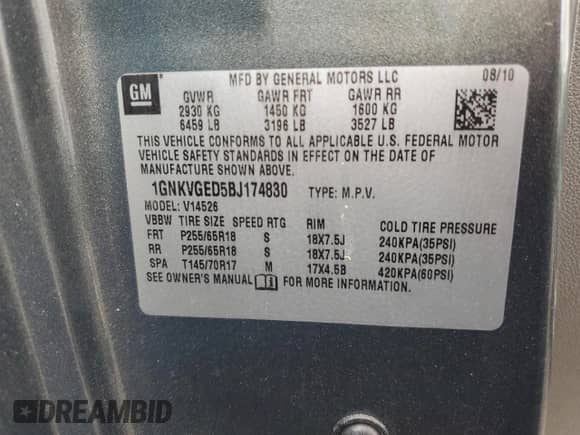 GM
MFD BY GENERAL MOTORS LLC 08/10
GVWR GAWR FRT GAWR RR
2930 KG 1450 KG 1600 KG
6459 LB 3196 LB 3527 LB
THIS VEHICLE CONFORMS TO ALL APPLICABLE U.S. FEDERAL MOTOR
VEHICLE SAFETY STANDARDS IN EFFECT ON THE DATE OF
MANUFACTURE SHOWN ABOVE.
1GNKVGED5BJ174830 TYPE: M.P.V.
MODEL: V14526
VBBW TIRE SIZE SPEED RTG RIM COLD TIRE PRESSURE
FRT P255/65R18 S 18X7.5J 240KPA(35PSI)
RR P255/65R18 S 18X7.5J 240KPA(35PSI)
SPA T145/70R17 M 17X4.5B 420KPA(60PSI)
SEE OWNER'S MANUAL FOR MORE INFORMATION.
DREAMBID